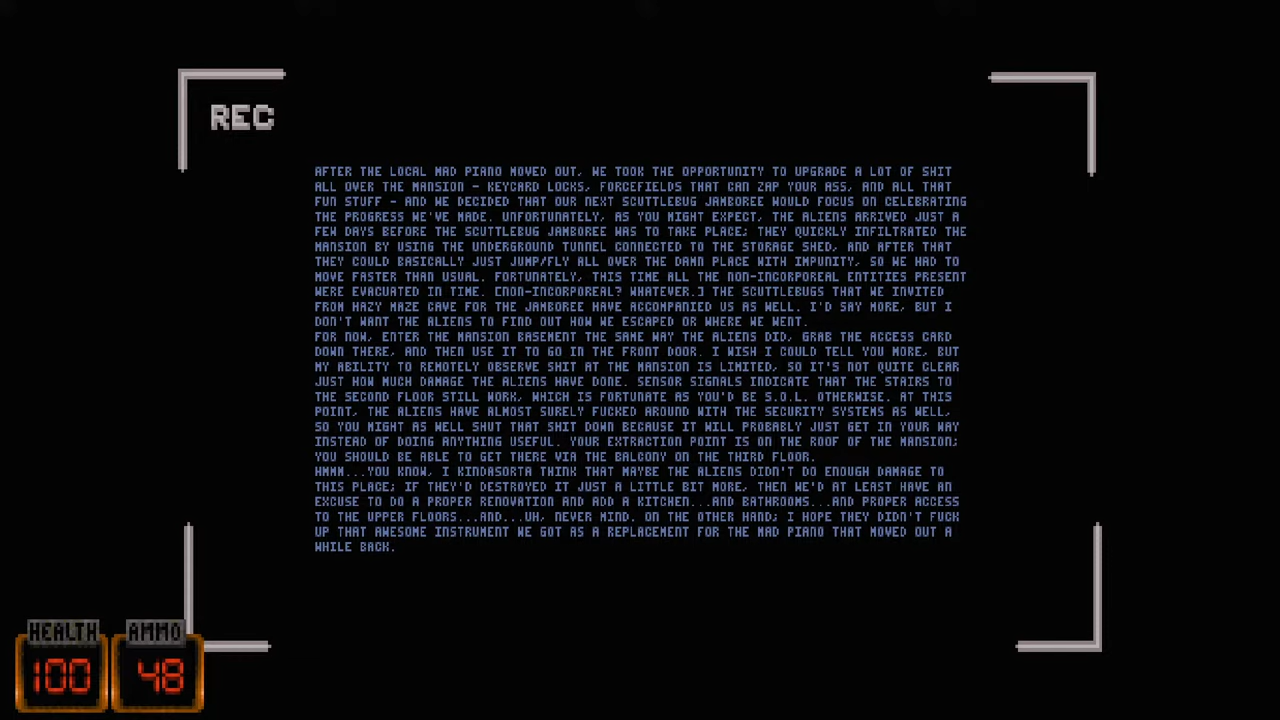 REC
AFTER THE LOCAL MAD PIANO MOVED OUT, WE TOOK THE OPPORTUNITY TO UPGRADE A LOT OF SHIT
ALL OVER THE MANSION - KEYCARD LOCKS, FORCEFIELDS THAT CAN ZAP YOUR ASS, AND ALL THAT
FUN STUFF - AND WE DECIDED THAT OUR NEXT SCUTTLEBUG JAMBOREE WOULD FOCUS ON CELEBRATING
THE PROGRESS WE'VE MADE. UNFORTUNATELY, AS YOU MIGHT EXPECT, THE ALIENS ARRIVED JUST A
FEW DAYS BEFORE THE SCUTTLEBUG JAMBOREE WAS TO TAKE PLACE; THEY QUICKLY INFILTRATED THE
MANSION BY USING THE UNDERGROUND TUNNEL CONNECTED TO THE STORAGE SHED, AND AFTER THAT
THEY COULD BASICALLY JUST JUMP/FLY ALL OVER THE DAMN PLACE WITH IMPUNITY, SO WE HAD TO
MOVE FASTER THAN USUAL. FORTUNATELY, THIS TIME ALL THE NON-INCORPOREAL ENTITIES PRESENT
WERE EVACUATED IN TIME. [NON-INCORPOREAL? WHATEVER.] THE SCUTTLEBUGS THAT WE INVITED
FROM HAZY MAZE CAVE FOR THE JAMBOREE HAVE ACCOMPANIED US AS WELL. I'D SAY MORE, BUT I
DON'T WANT THE ALIENS TO FIND OUT HOW WE ESCAPED OR WHERE WE WENT.
FOR NOW, ENTER THE MANSION BASEMENT THE SAME WAY THE ALIENS DID, GRAB THE ACCESS CARD
DOWN THERE, AND THEN USE IT TO GO IN THE FRONT DOOR. I WISH I COULD TELL YOU MORE, BUT
MY ABILITY TO REMOTELY OBSERVE SHIT AT THE MANSION IS LIMITED, SO IT'S NOT QUITE CLEAR
JUST HOW MUCH DAMAGE THE ALIENS HAVE DONE. SENSOR SIGNALS INDICATE THAT THE STAIRS TO
THE SECOND FLOOR STILL WORK, WHICH IS FORTUNATE AS YOU'D BE S.O.L. OTHERWISE. AT THIS
POINT, THE ALIENS HAVE ALMOST SURELY FUCKED AROUND WITH THE SECURITY SYSTEMS AS WELL,
SO YOU MIGHT AS WELL SHUT THAT SHIT DOWN BECAUSE IT WILL PROBABLY JUST GET IN YOUR WAY
INSTEAD OF DOING ANYTHING USEFUL. YOUR EXTRACTION POINT IS ON THE ROOF OF THE MANSION;
YOU SHOULD BE ABLE TO GET THERE VIA THE BALCONY ON THE THIRD FLOOR.
HMMM...YOU KNOW, I KINDASORTA THINK THAT MAYBE THE ALIENS DIDN'T DO ENOUGH DAMAGE TO
THIS PLACE; IF THEY'D DESTROYED IT JUST A LITTLE BIT MORE, THEN WE'D AT LEAST HAVE AN
EXCUSE TO DO A PROPER RENOVATION AND ADD A KITCHEN...AND BATHROOMS...AND PROPER ACCESS
TO THE UPPER FLOORS...AND...UH, NEVER MIND. ON THE OTHER HAND; I HOPE THEY DIDN'T FUCK
UP THAT AWESOME INSTRUMENT WE GOT AS A REPLACEMENT FOR THE MAD PIANO THAT MOVED OUT A
WHILE BACK.
HEALTH AMMO
100 48